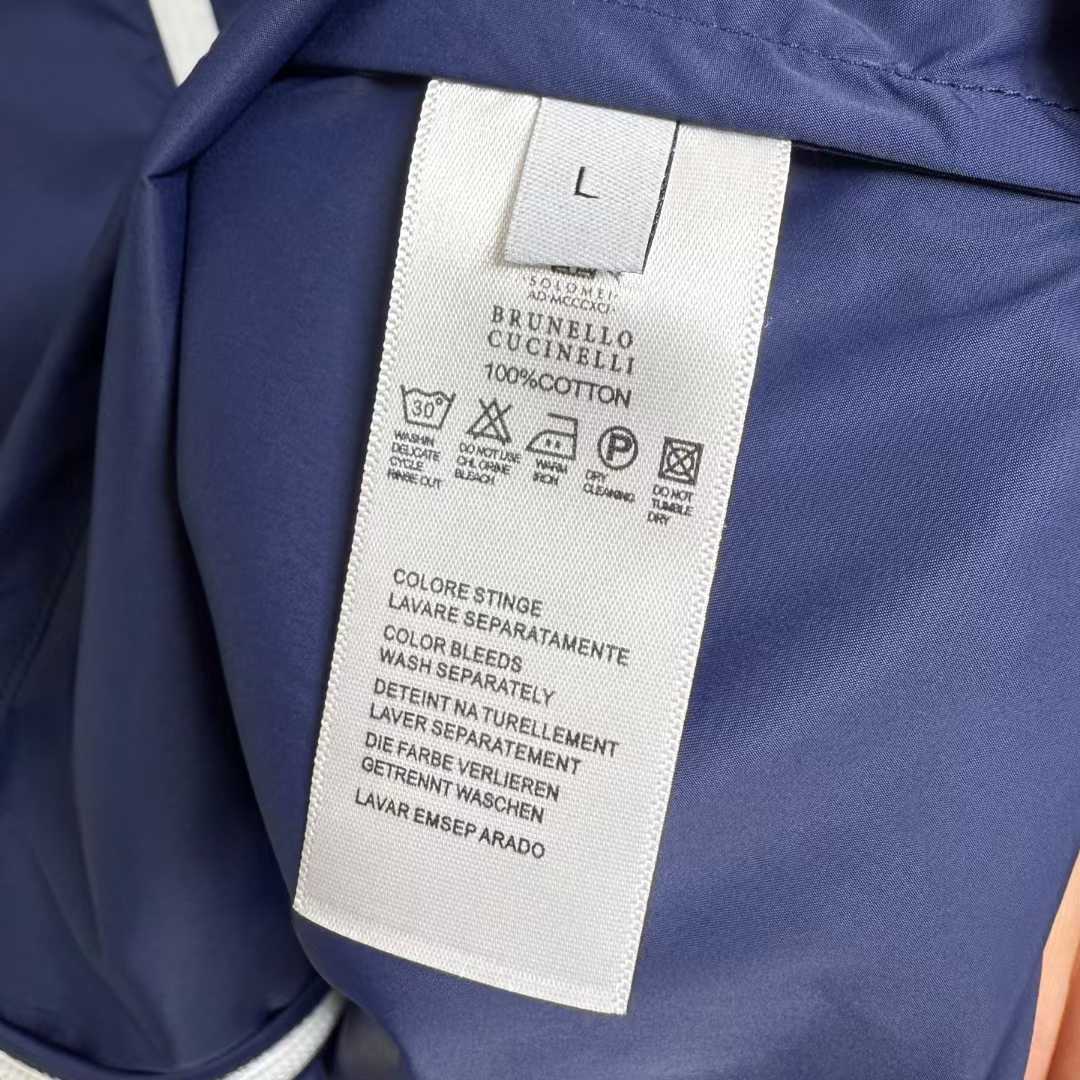 L
·SOLOMEI·
AD·MCCCXCI·
BRUNELLO
CUCINELLI
100%COTTON
30°
P
WASH IN
DELICATE
CYCLE
RINSE OUT
DO NOT USE
CHLORINE
BLEACH
WARM
IRON
DRY
CLEANING
DO NOT
TUMBLE
DRY
COLORE STINGE
LAVARE SEPARATAMENTE
COLOR BLEEDS
WASH SEPARATELY
DETEINT NA TURELLEMENT
LAVER SEPARATEMENT
DIE FARBE VERLIEREN
GETRENNT WASCHEN
LAVAR EMSEP ARADO